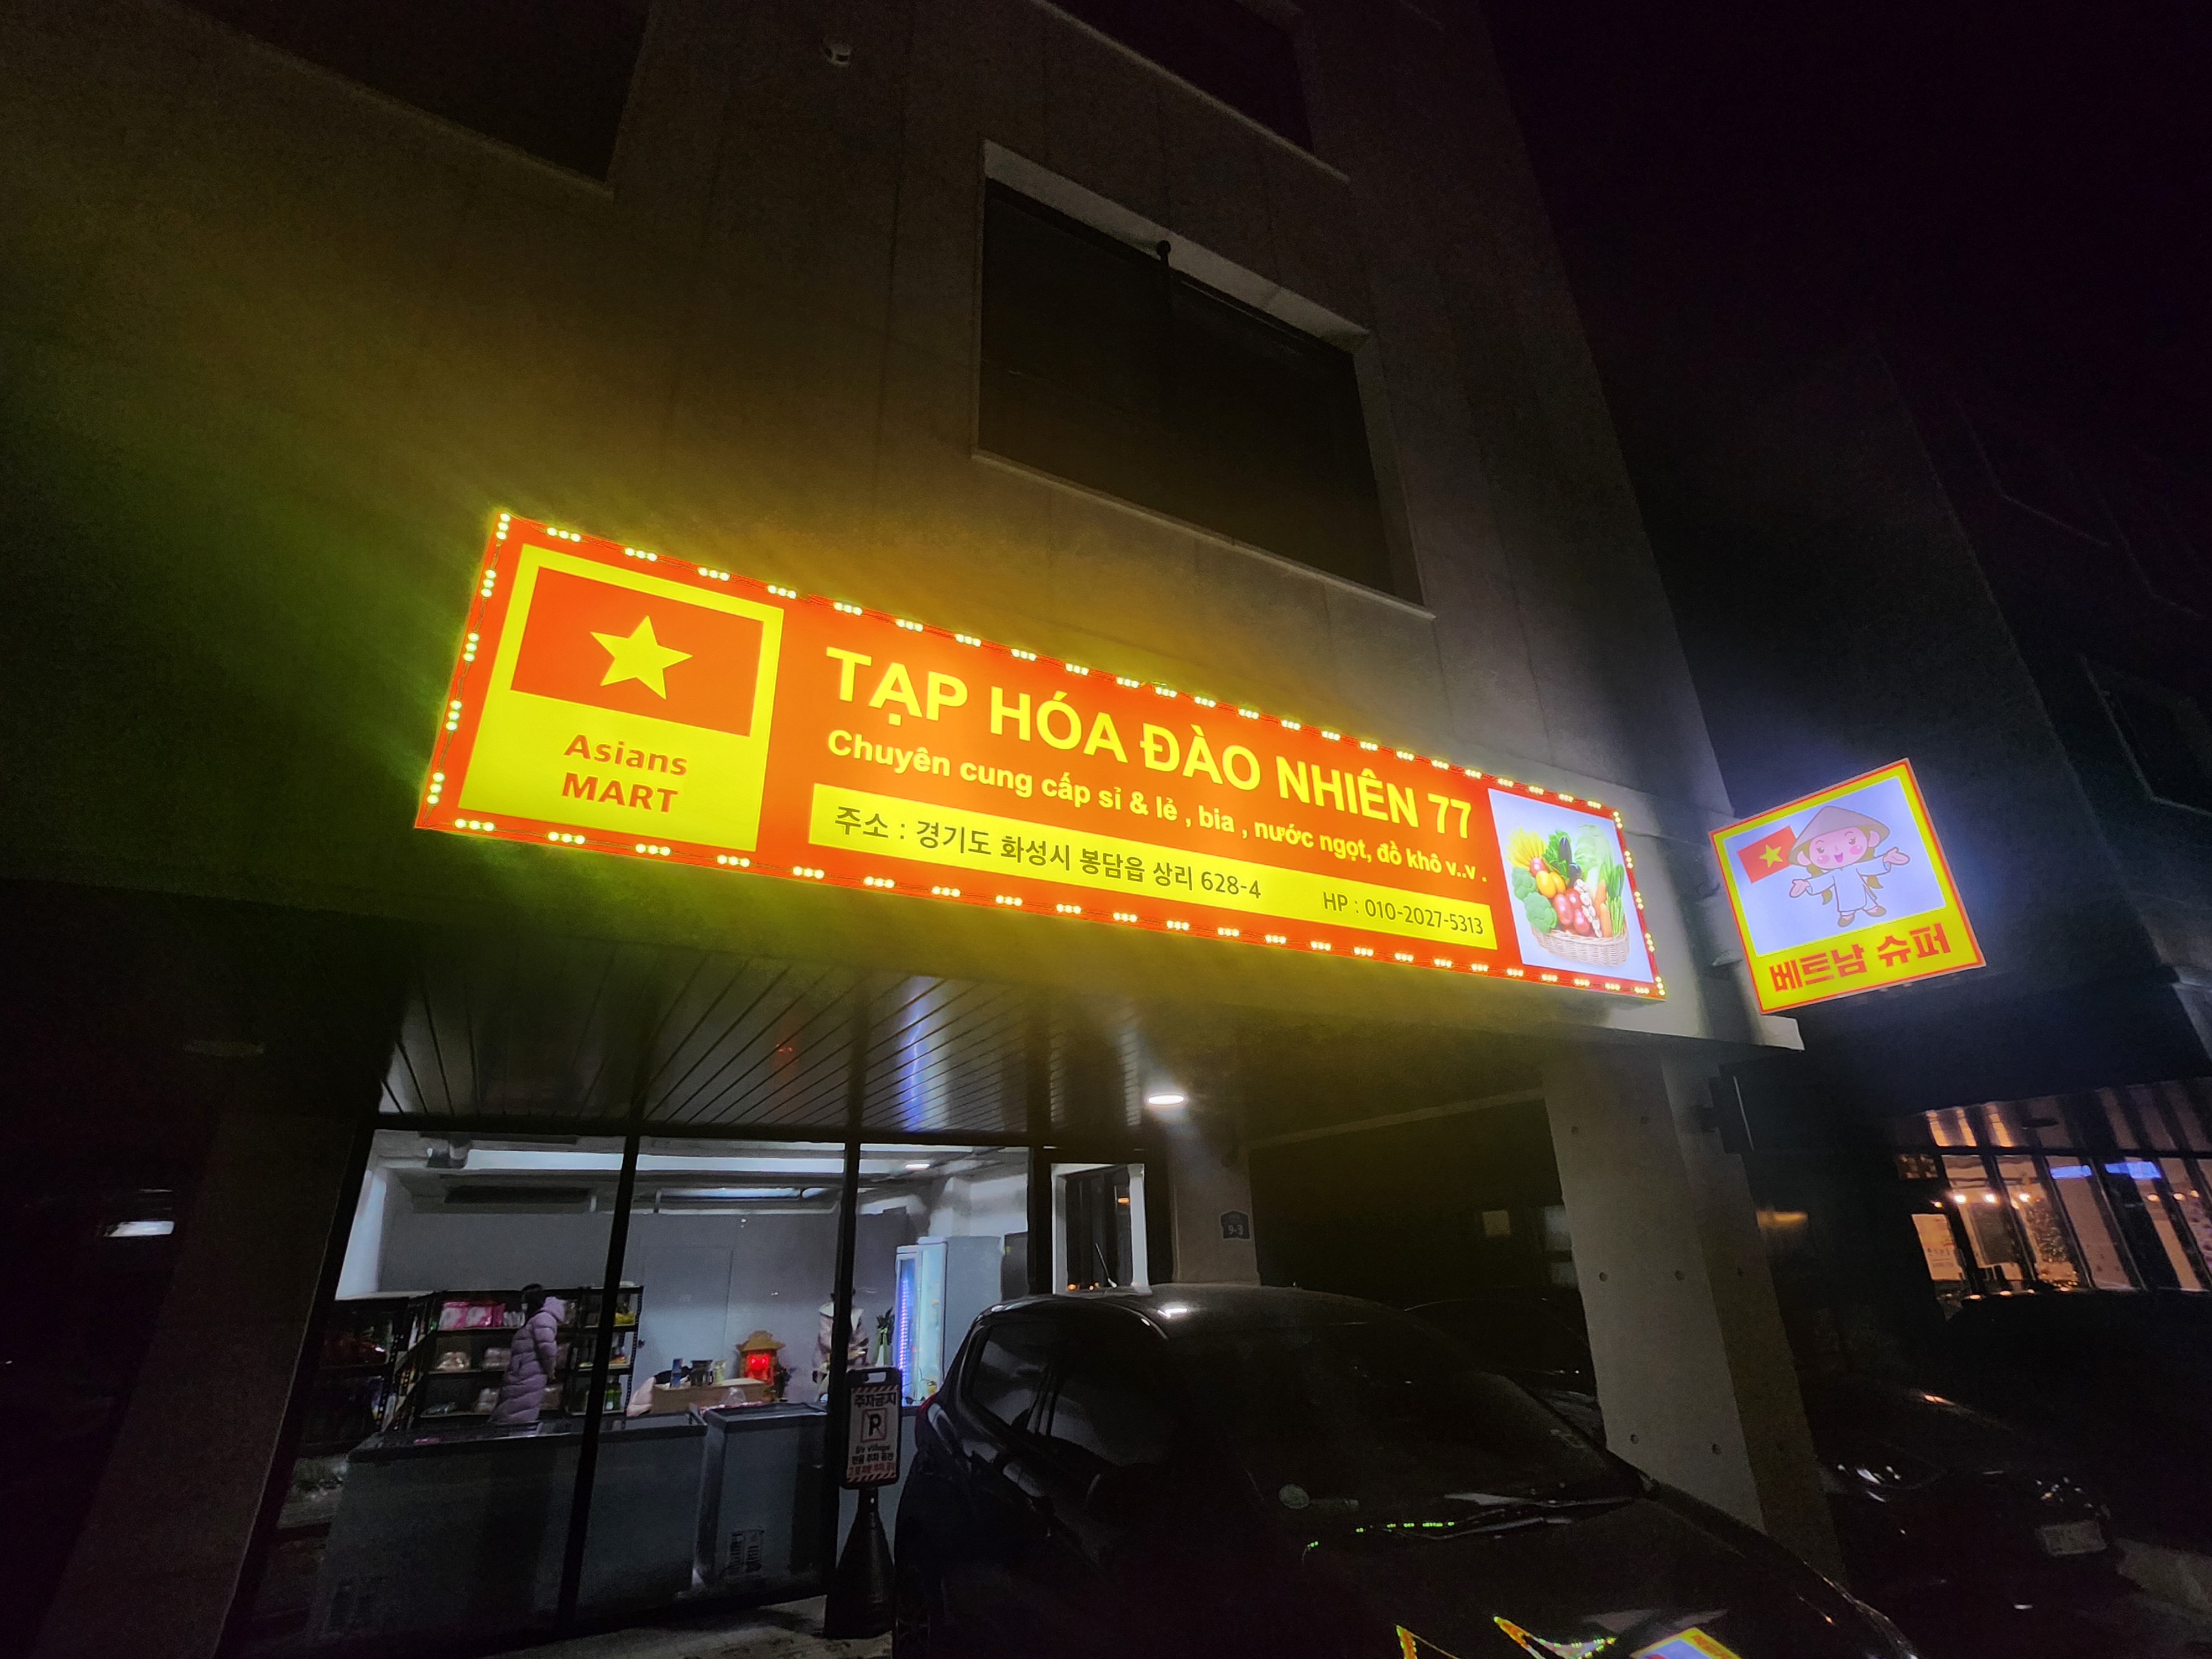 Asians
MART
TẠP HÓA ĐÀO NHIÊN 77
Chuyên cung cấp sỉ & lẻ , bia , nước ngọt, đồ khô v..v .
주소 : 경기도 화성시 봉담읍 상리 628-4 HP : 010-2027-5313
베트남 슈퍼
9-3
주차금지
P